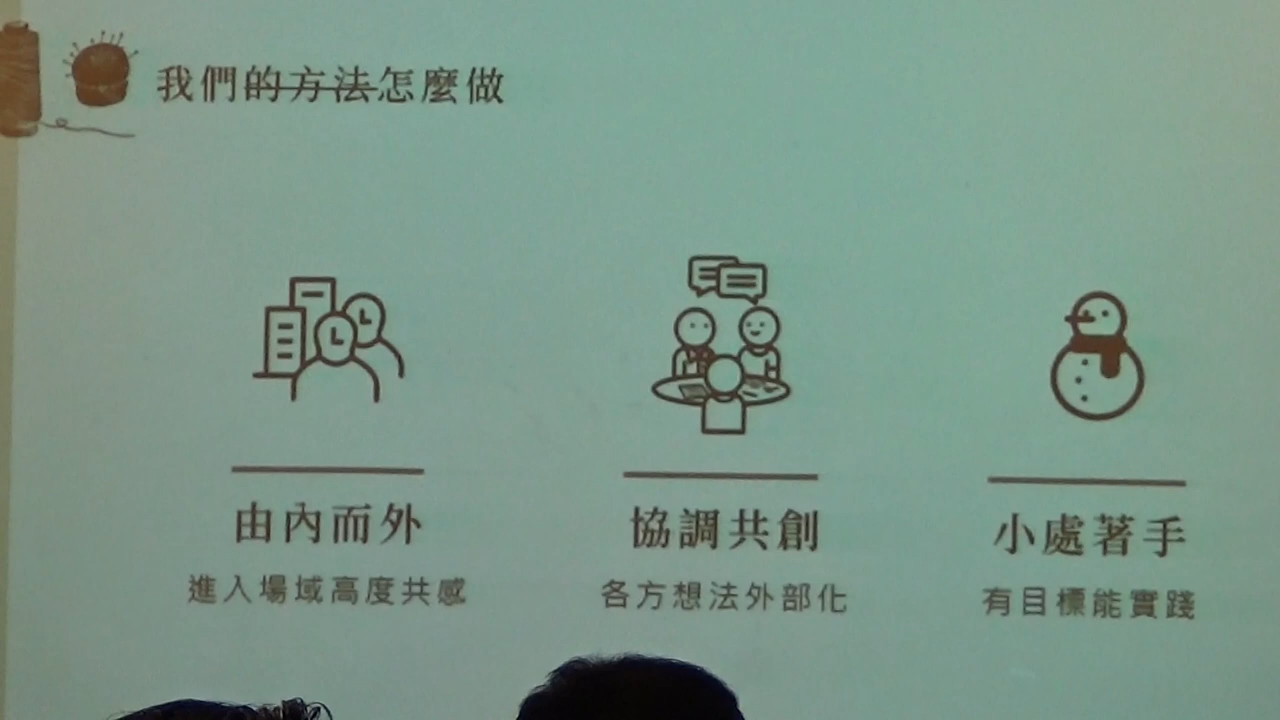 我們的方法怎麼做
由內而外
進入場域高度共感
協調共創
各方想法外部化
小處著手
有目標能實踐